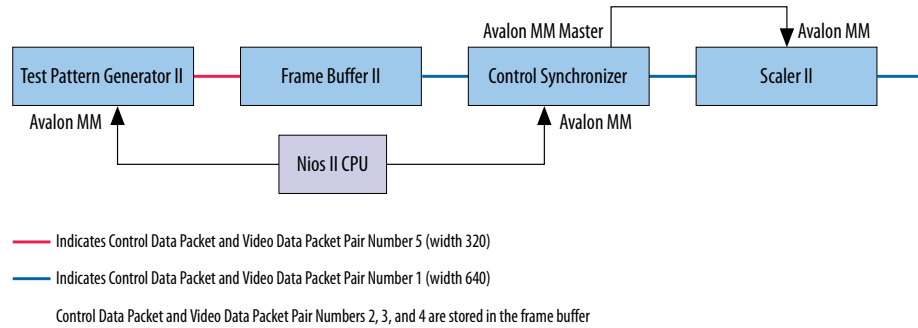 Avalon MM Master
Avalon MM
Test Pattern Generator II
Frame Buffer II
Control Synchronizer
Scaler II
Avalon MM
Avalon MM
Nios II CPU
Indicates Control Data Packet and Video Data Packet Pair Number 5 (width 320)
Indicates Control Data Packet and Video Data Packet Pair Number 1 (width 640)
Control Data Packet and Video Data Packet Pair Numbers 2, 3, and 4 are stored in the frame buffer